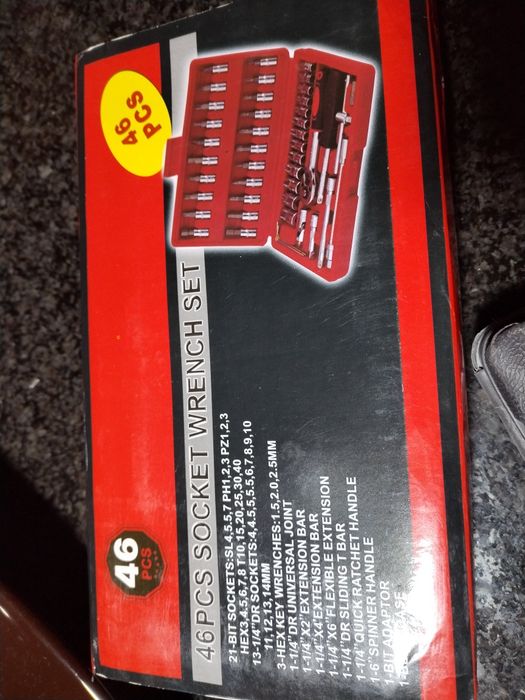 46
PCS
46
PCS
46PCS SOCKET WRENCH SET
21-BIT SOCKETS:SL4,5.5,7 PH1,2,3 PZ1,2,3
HEX3,4,5,6,7,8 T10,15,20,25,30,40
13-1/4"DR SOCKETS:4,4.5,5,5.5,6,7,8,9,10
11,12,13,14MM
3-HEX KEY WRENCHES:1.5,2.0,2.5MM
1-1/4"DR UNIVERSAL JOINT
1-1/4"X2"EXTENSION BAR
1-1/4"X4"EXTENSION BAR
1-1/4"X6"FLEXIBLE EXTENSION
1-1/4"DR SLIDING T BAR
1-1/4"QUICK RATCHET HANDLE
1-6"SPINNER HANDLE
1-BIT ADAPTOR